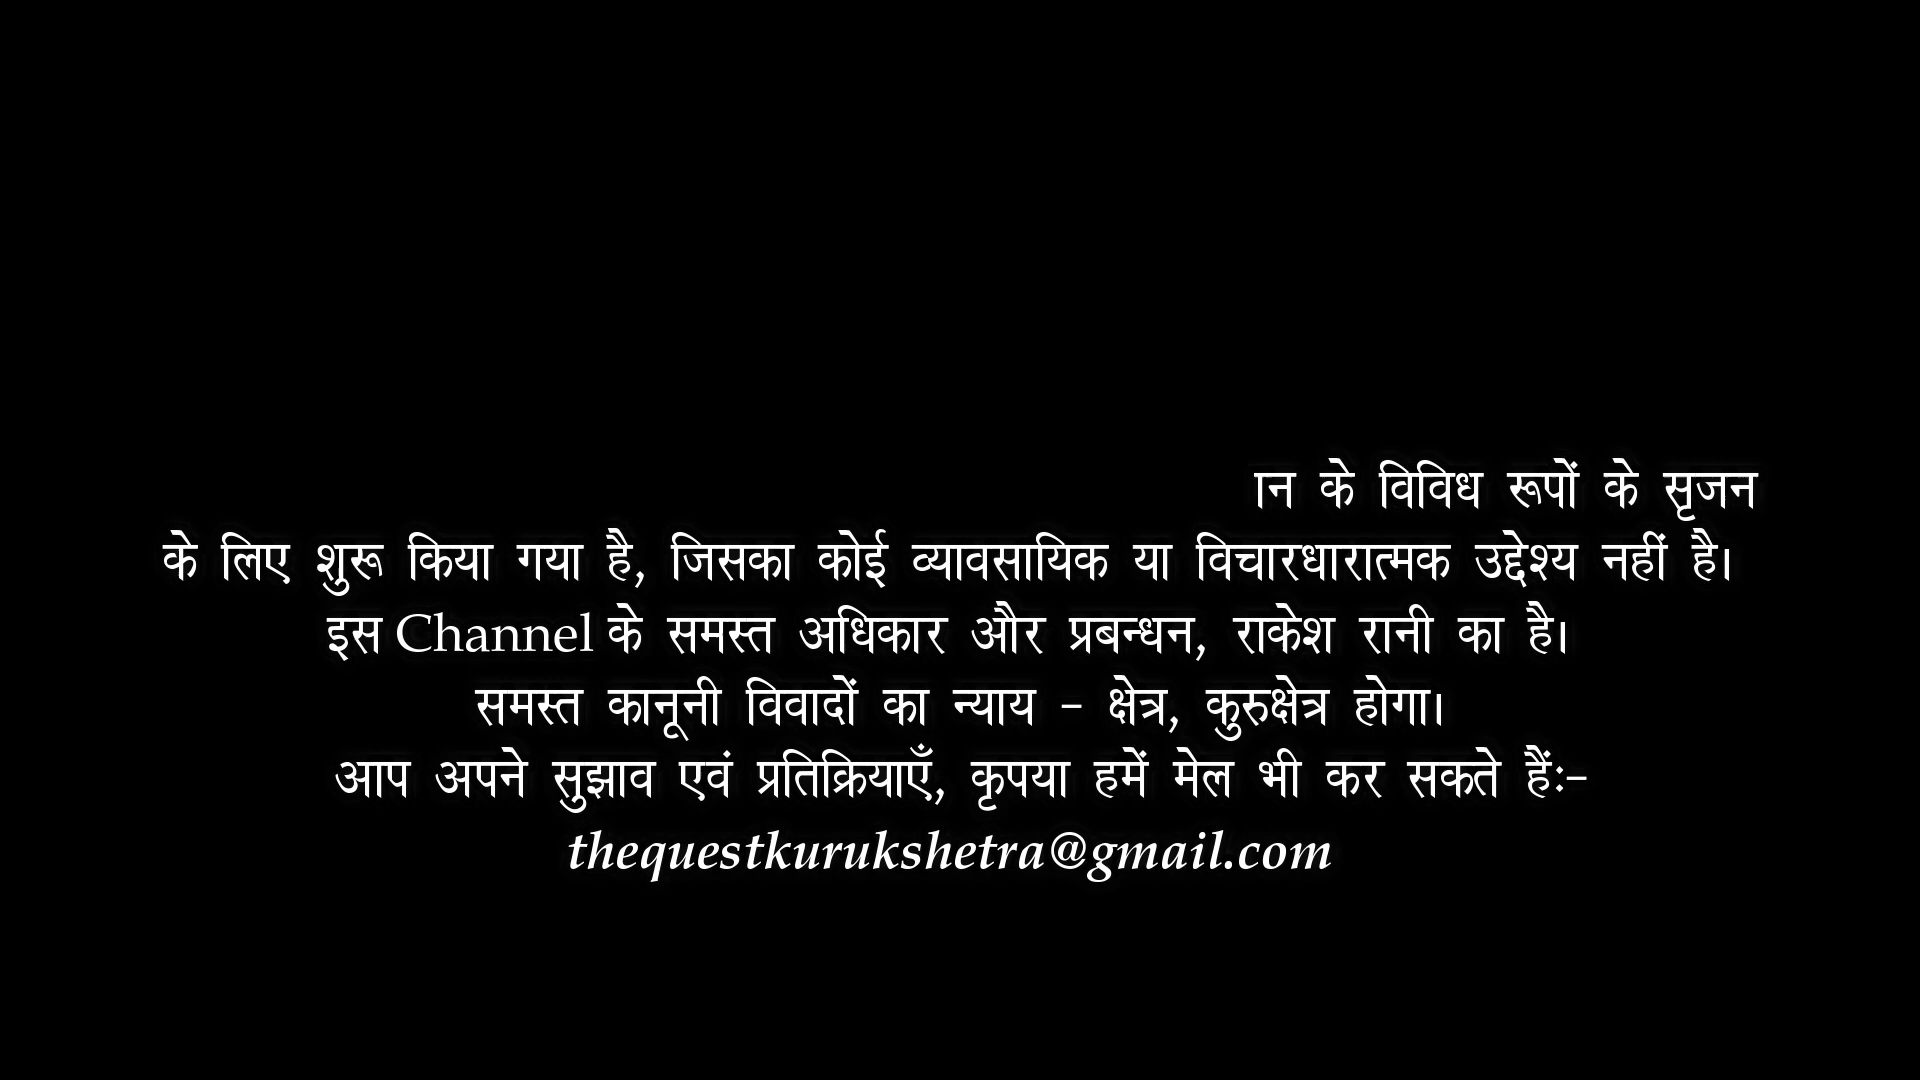 के विविध रूपों के सृजन
के लिए शुरू किया गया है, जिसका कोई व्यावसायिक या विचारधारात्मक उद्देश्य नहीं है।
इस Channel के समस्त अधिकार और प्रबन्धन, राकेश रानी का है।
समस्त कानूनी विवादों का न्याय - क्षेत्र, कुरुक्षेत्र होगा।
आप अपने सुझाव एवं प्रतिक्रियाएँ, कृपया हमें मेल भी कर सकते हैंः-
thequestkurukshetra@gmail.com